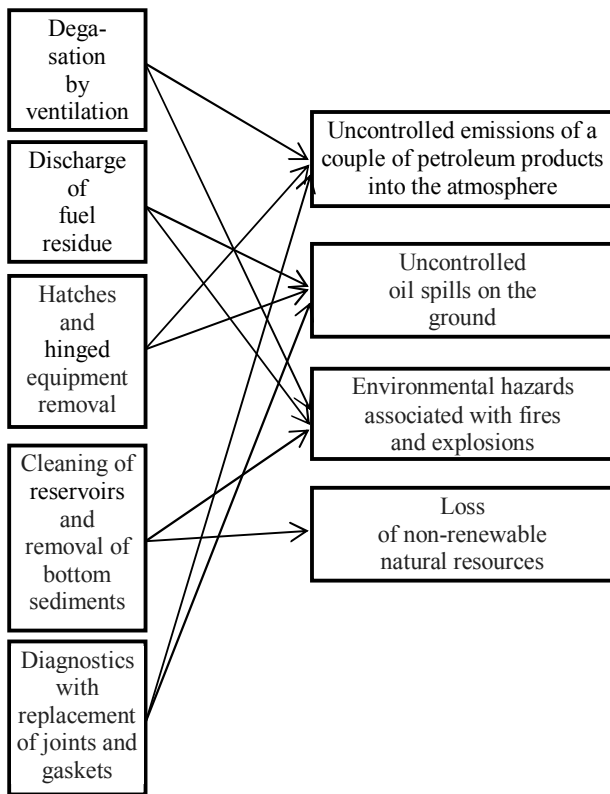 Dega-
sation
by
ventilation
Discharge
of
fuel
residue
Hatches
and
hinged
equipment
removal
Cleaning of
reservoirs
and
removal of
bottom
sediments
Diagnostics
with
replacement
of joints and
gaskets
Uncontrolled emissions of a
couple of petroleum products
into the atmosphere
Uncontrolled
oil spills on the
ground
Environmental hazards
associated with fires
and explosions
Loss
of non-renewable
natural resources